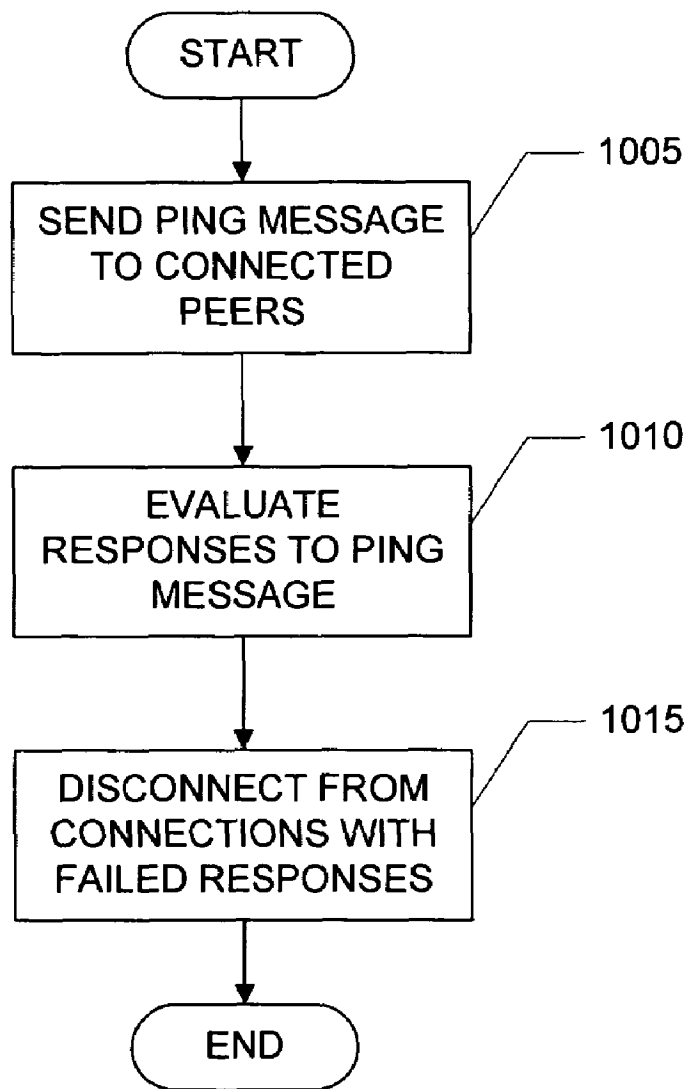 START
1005
SEND PING MESSAGE
TO CONNECTED
PEERS
1010
EVALUATE
RESPONSES TO PING
MESSAGE
1015
DISCONNECT FROM
CONNECTIONS WITH
FAILED RESPONSES
END